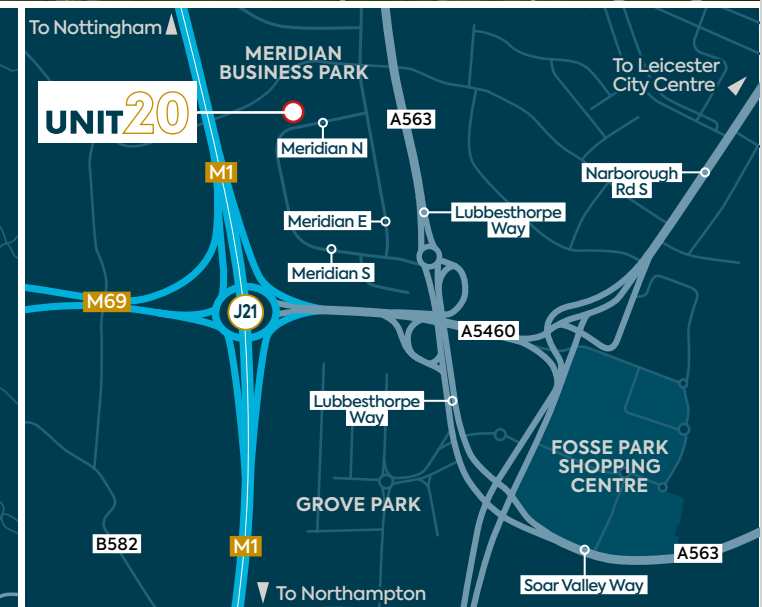 To Nottingham
MERIDIAN
BUSINESS PARK
To Leicester
City Centre
UNIT20
A563
Meridian N
M1
Narborough
Rd S
Meridian E
Lubbesthorpe
Way
Meridian S
M69
J21
A5460
Lubbesthorpe
Way
FOSSE PARK
SHOPPING
CENTRE
GROVE PARK
B582
M1
A563
Soar Valley Way
To Northampton